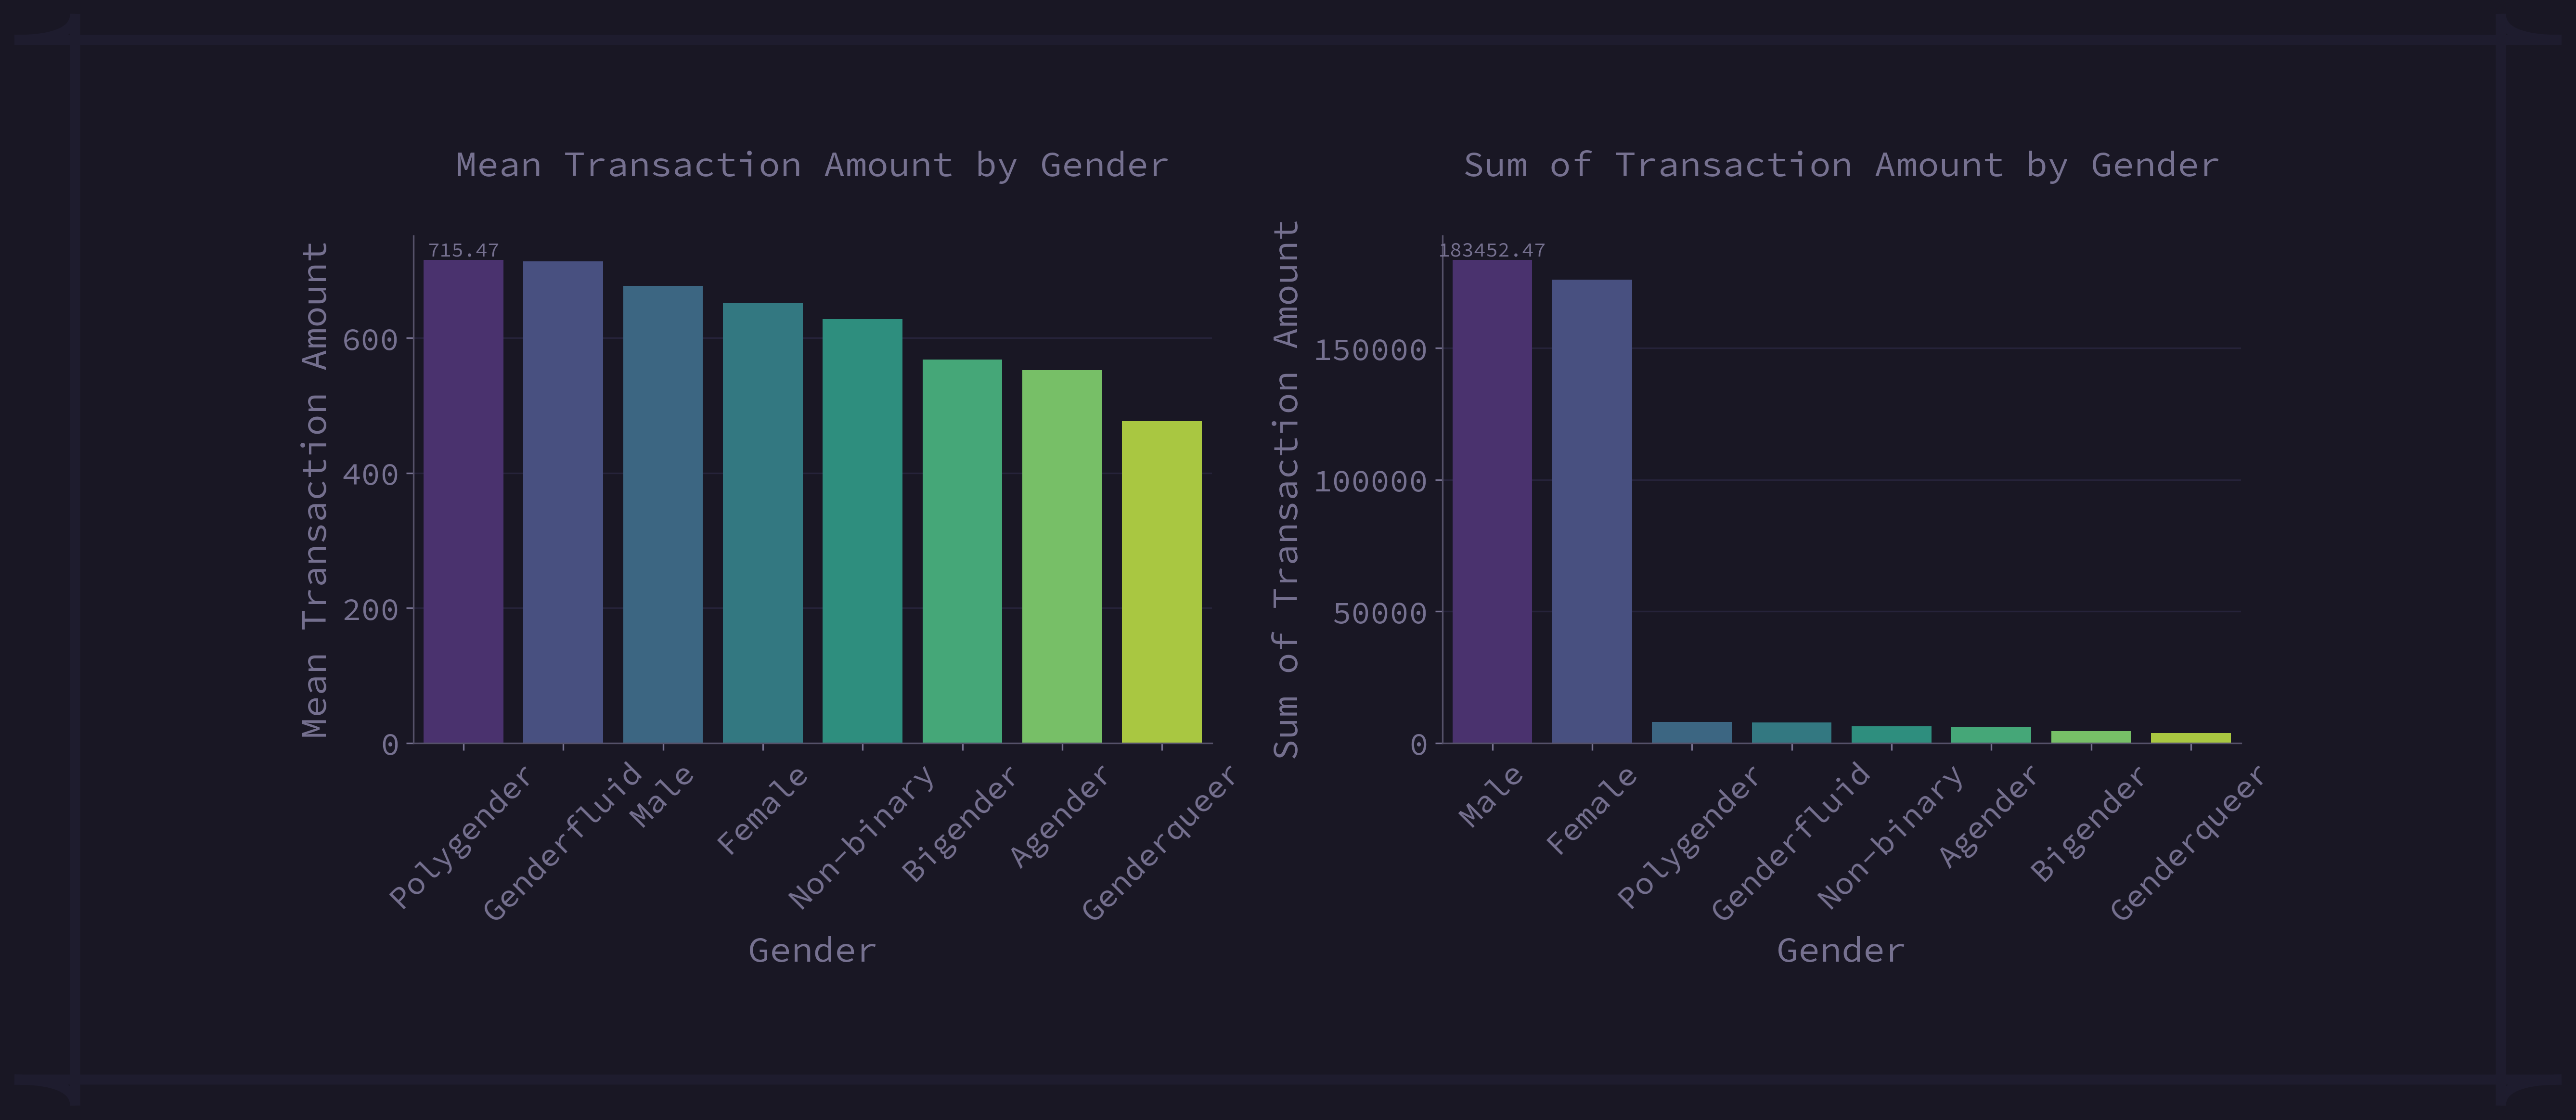 Mean Transaction Amount by Gender
Mean Transaction Amount
715.47
600
400
200
0
Polygender
Genderfluid
Male
Female
Non-binary
Bigender
Agender
Genderqueer
Gender
Sum of Transaction Amount by Gender
Sum of Transaction Amount
183452.47
150000
100000
50000
0
Male
Female
Polygender
Genderfluid
Non-binary
Agender
Bigender
Genderqueer
Gender